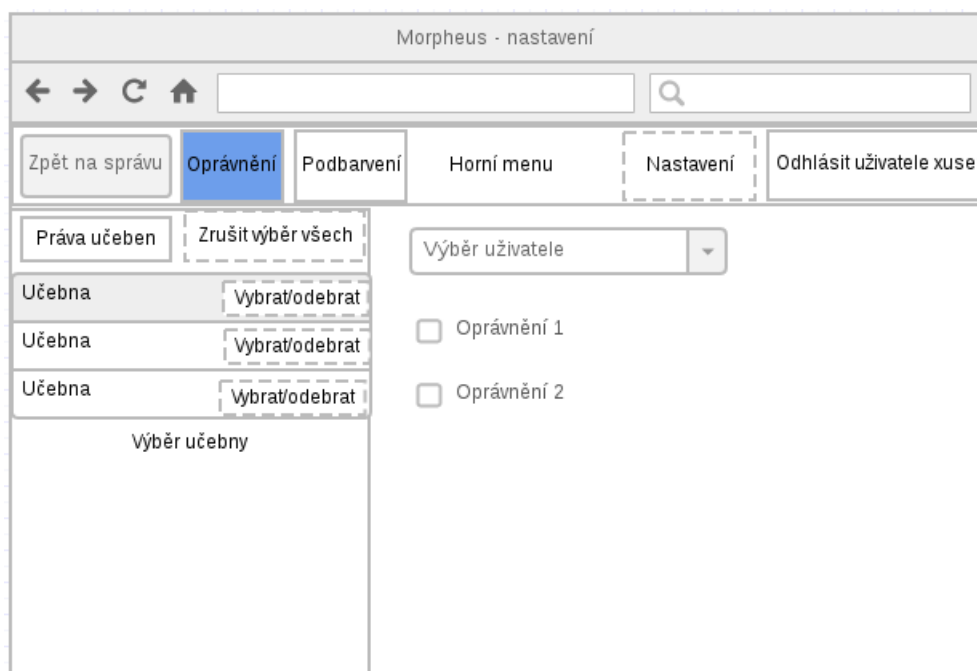 Morpheus - nastavení
Zpět na správu
Oprávnění
Podbarvení
Horní menu
Nastavení
Odhlásit uživatele xuse
Práva učeben
Zrušit výběr všech
Výběr uživatele
Učebna
Vybrat/odebrat
Oprávnění 1
Učebna
Vybrat/odebrat
Učebna
Vybrat/odebrat
Oprávnění 2
Výběr učebny